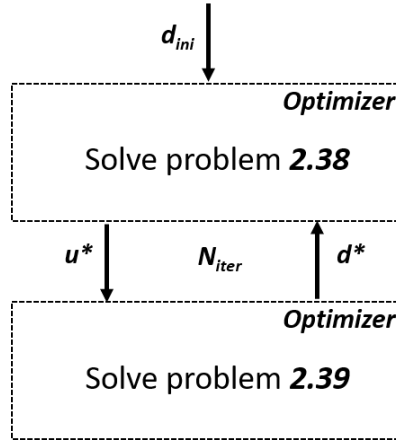 d_ini
Optimizer
Solve problem 2.38
u* N_iter d*
Optimizer
Solve problem 2.39